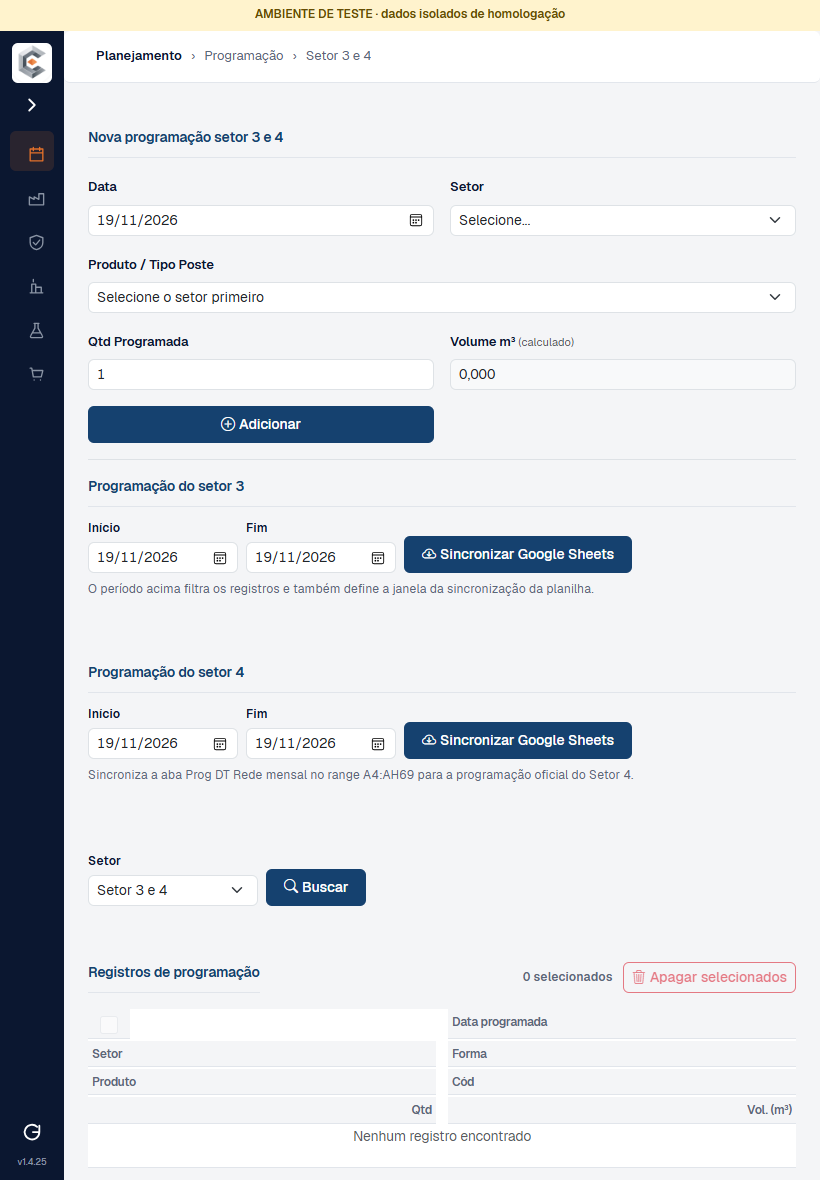 AMBIENTE DE TESTE · dados isolados de homologação
Planejamento › Programação › Setor 3 e 4
Nova programação setor 3 e 4
Data
Setor
19/11/2026
Selecione...
Produto / Tipo Poste
Selecione o setor primeiro
Qtd Programada
Volume m³ (calculado)
1
0,000
Adicionar
Programação do setor 3
Início
Fim
19/11/2026
19/11/2026
Sincronizar Google Sheets
O período acima filtra os registros e também define a janela da sincronização da planilha.
Programação do setor 4
Início
Fim
19/11/2026
19/11/2026
Sincronizar Google Sheets
Sincroniza a aba Prog DT Rede mensal no range A4:AH69 para a programação oficial do Setor 4.
Setor
Setor 3 e 4
Buscar
Registros de programação
0 selecionados
Apagar selecionados
Data programada
Setor
Forma
Produto
Cód
Qtd
Vol. (m³)
Nenhum registro encontrado
v1.4.25